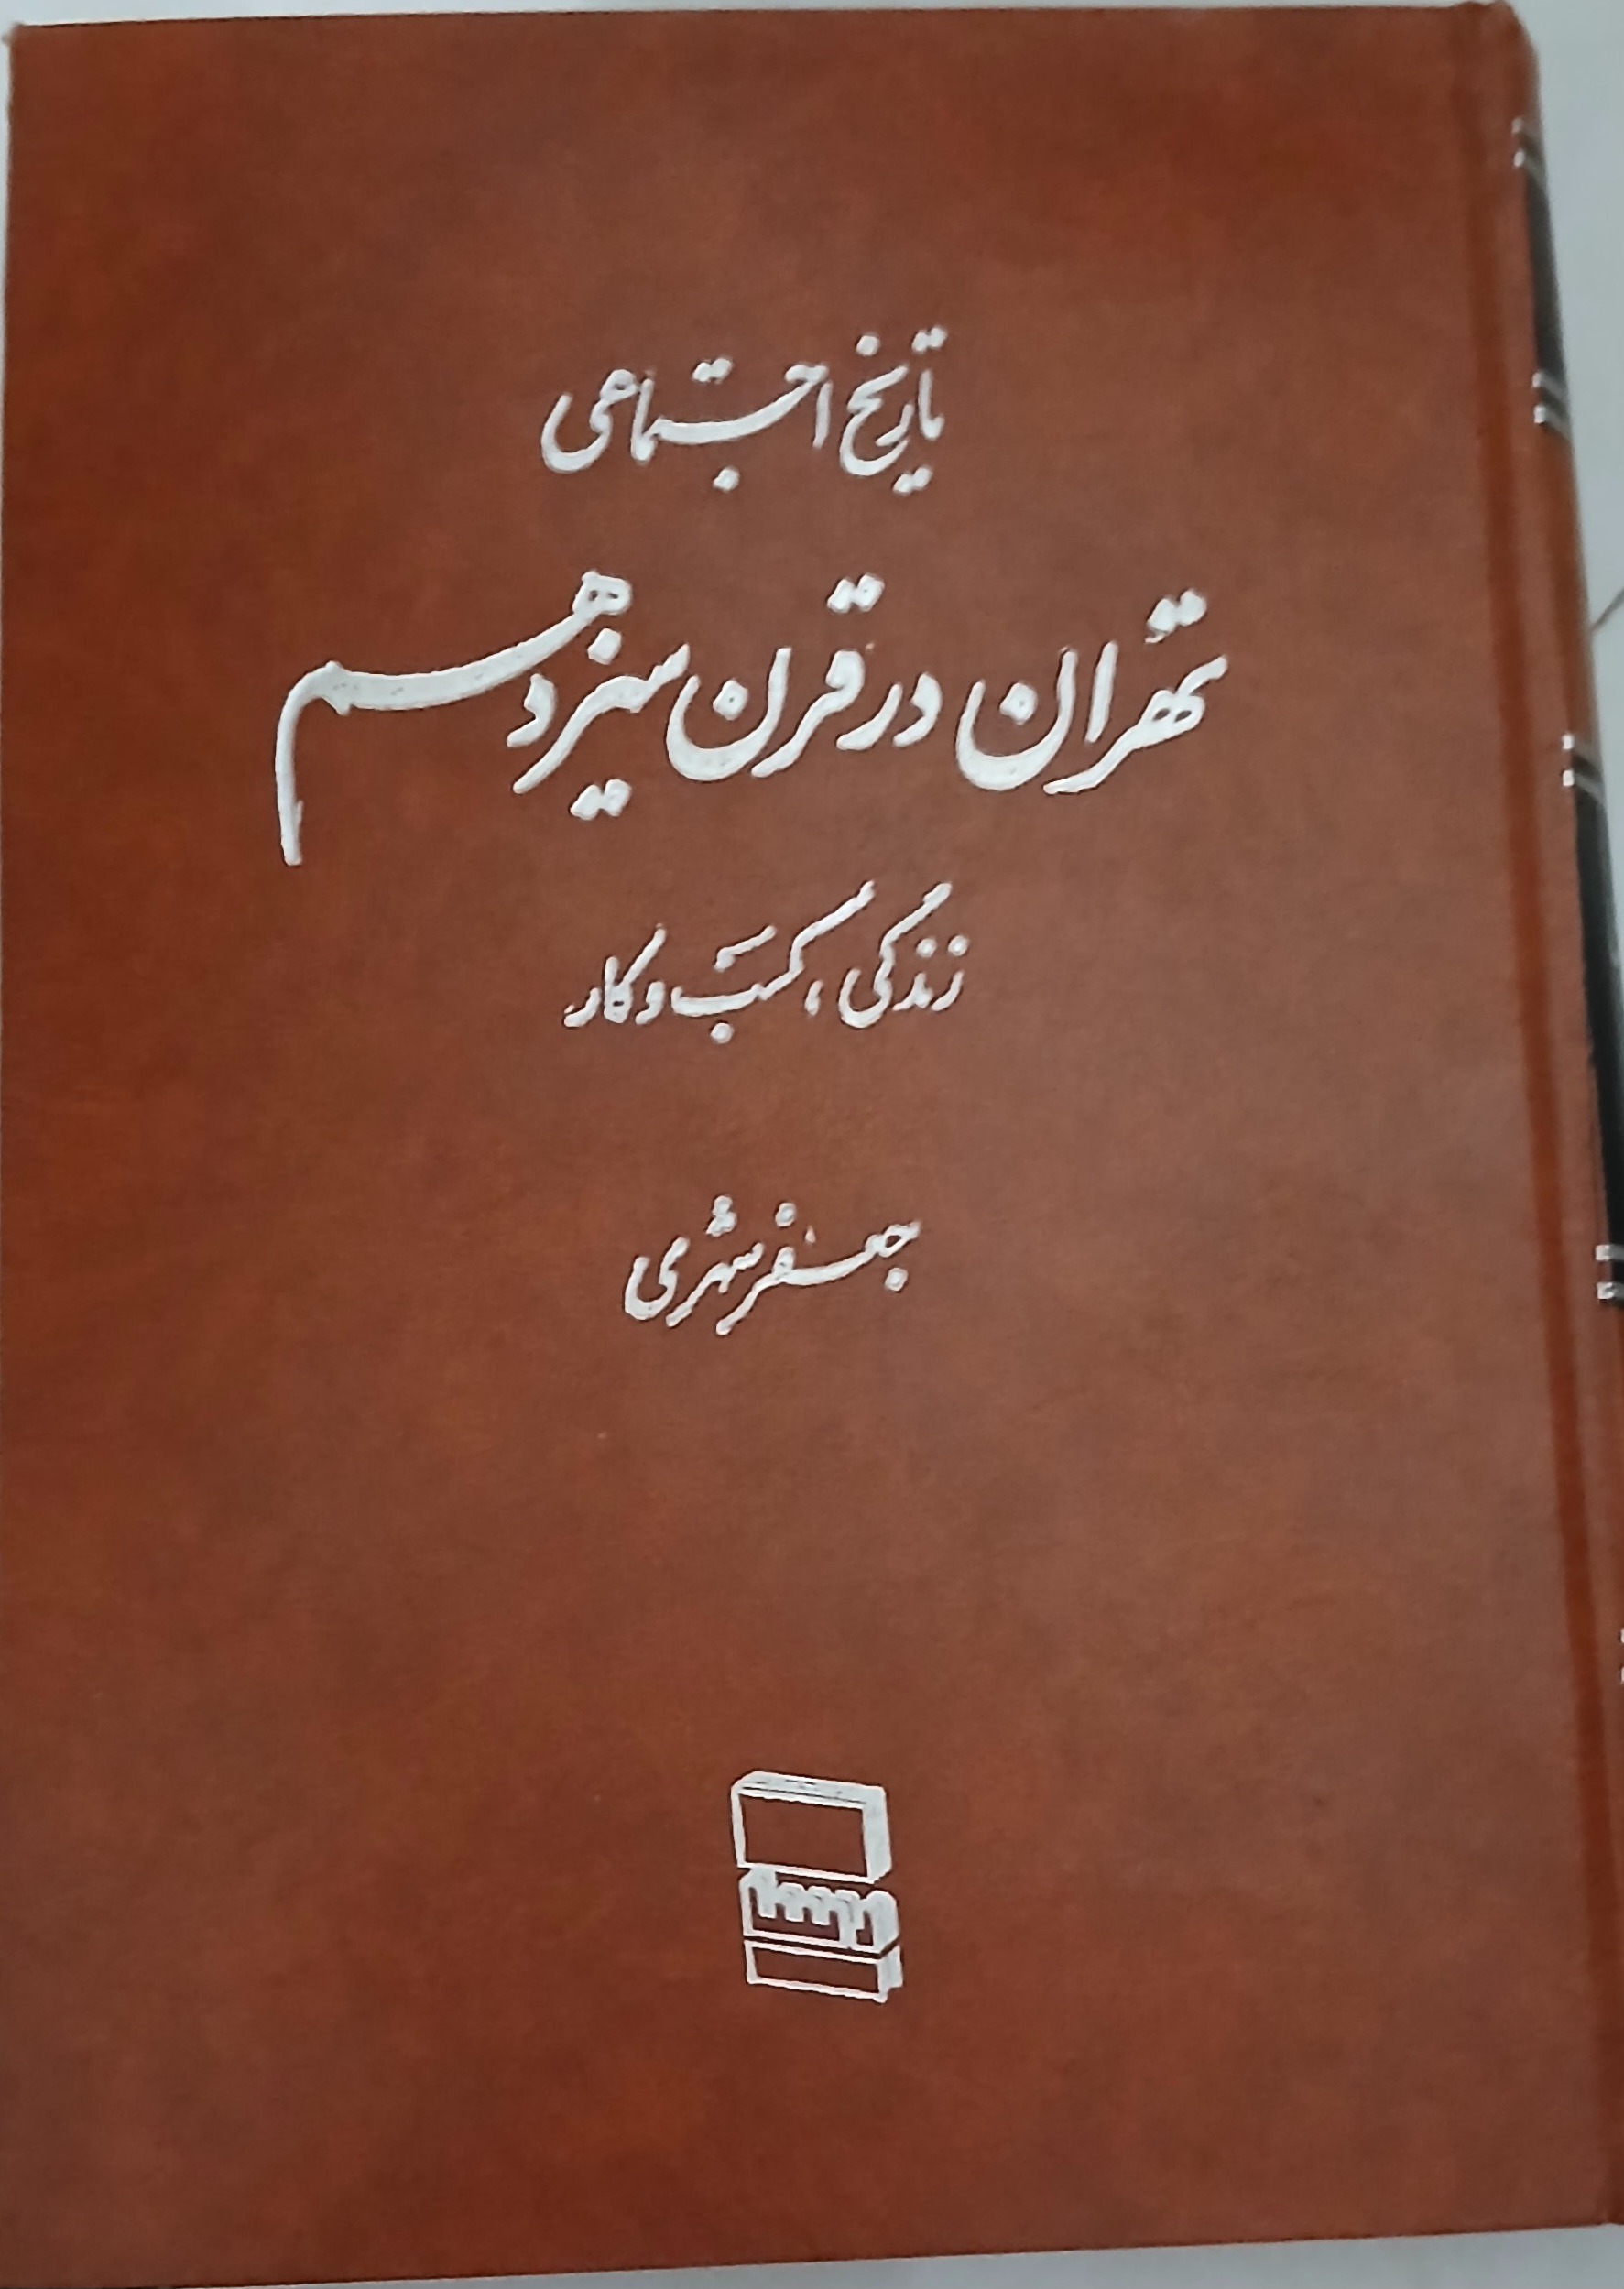 تاریخ اجتماعی
تهران در قرن سیزدهم
زندگی، کسب و کار
جعفر شهری